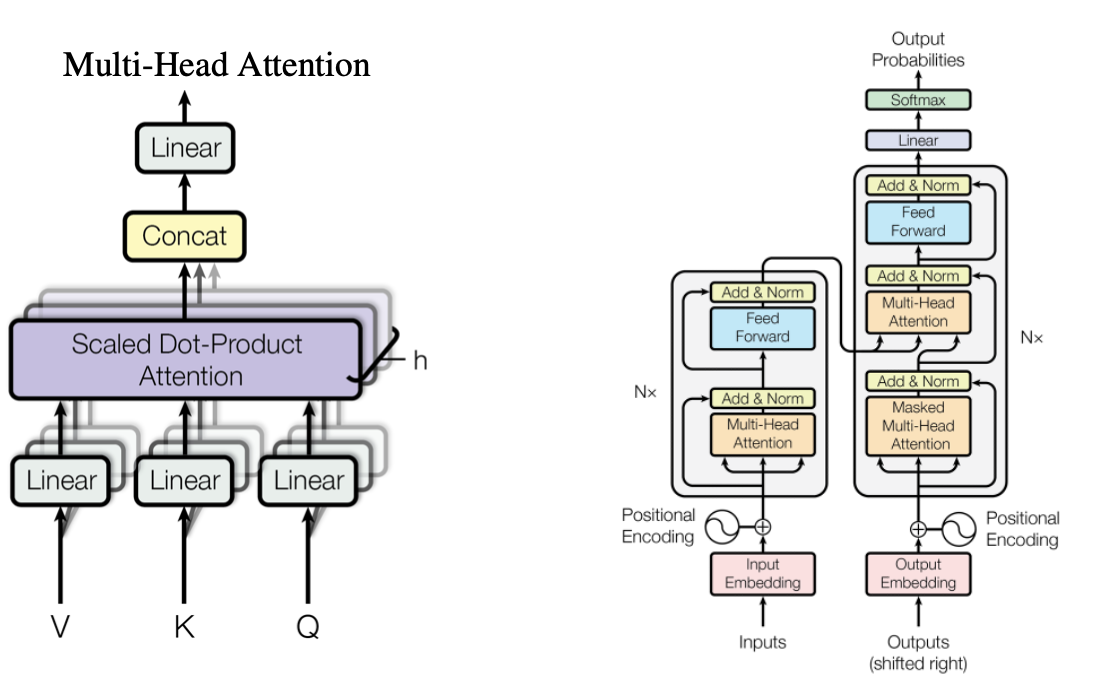 Multi-Head Attention
Linear
Concat
Scaled Dot-Product
Attention
h
Linear
Linear
Linear
V
K
Q
Output
Probabilities
Softmax
Linear
Add & Norm
Feed
Forward
Add & Norm
Multi-Head
Attention
Add & Norm
Masked
Multi-Head
Attention
N×
Add & Norm
Feed
Forward
Add & Norm
Multi-Head
Attention
N×
Positional
Encoding
Positional
Encoding
Input
Embedding
Output
Embedding
Inputs
Outputs
(shifted right)